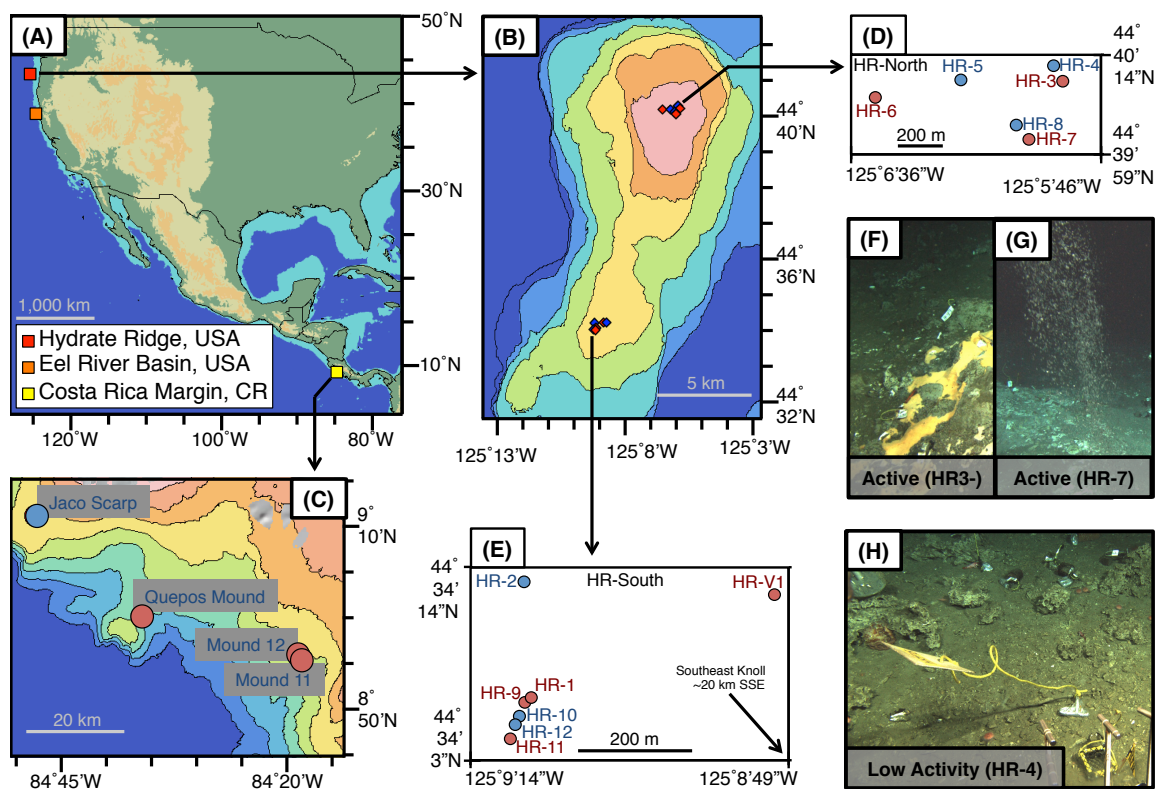 (A)
50˚N
30˚N
10˚N
1,000 km
Hydrate Ridge, USA
Eel River Basin, USA
Costa Rica Margin, CR
120˚W
100˚W
80˚W
(B)
44˚
40'N
44˚
36'N
44˚
32'N
5 km
125˚13'W
125˚8'W
125˚3'W
(D)
HR-North
HR-5
HR-4
HR-3
HR-6
HR-8
HR-7
200 m
44˚
40'
14”N
44˚
39'
59”N
125˚6'36”W
125˚5'46”W
(F)
Active (HR3-)
(G)
Active (HR-7)
(C)
Jaco Scarp
Quepos Mound
Mound 12
Mound 11
20 km
9˚
10'N
8˚
50'N
84˚45'W
84˚20'W
(E)
44˚
34'
14”N
HR-2
HR-South
HR-V1
Southeast Knoll
~20 km SSE
HR-9
HR-1
HR-10
HR-12
HR-11
200 m
44˚
34'
3”N
125˚9'14”W
125˚8'49”W
(H)
Low Activity (HR-4)